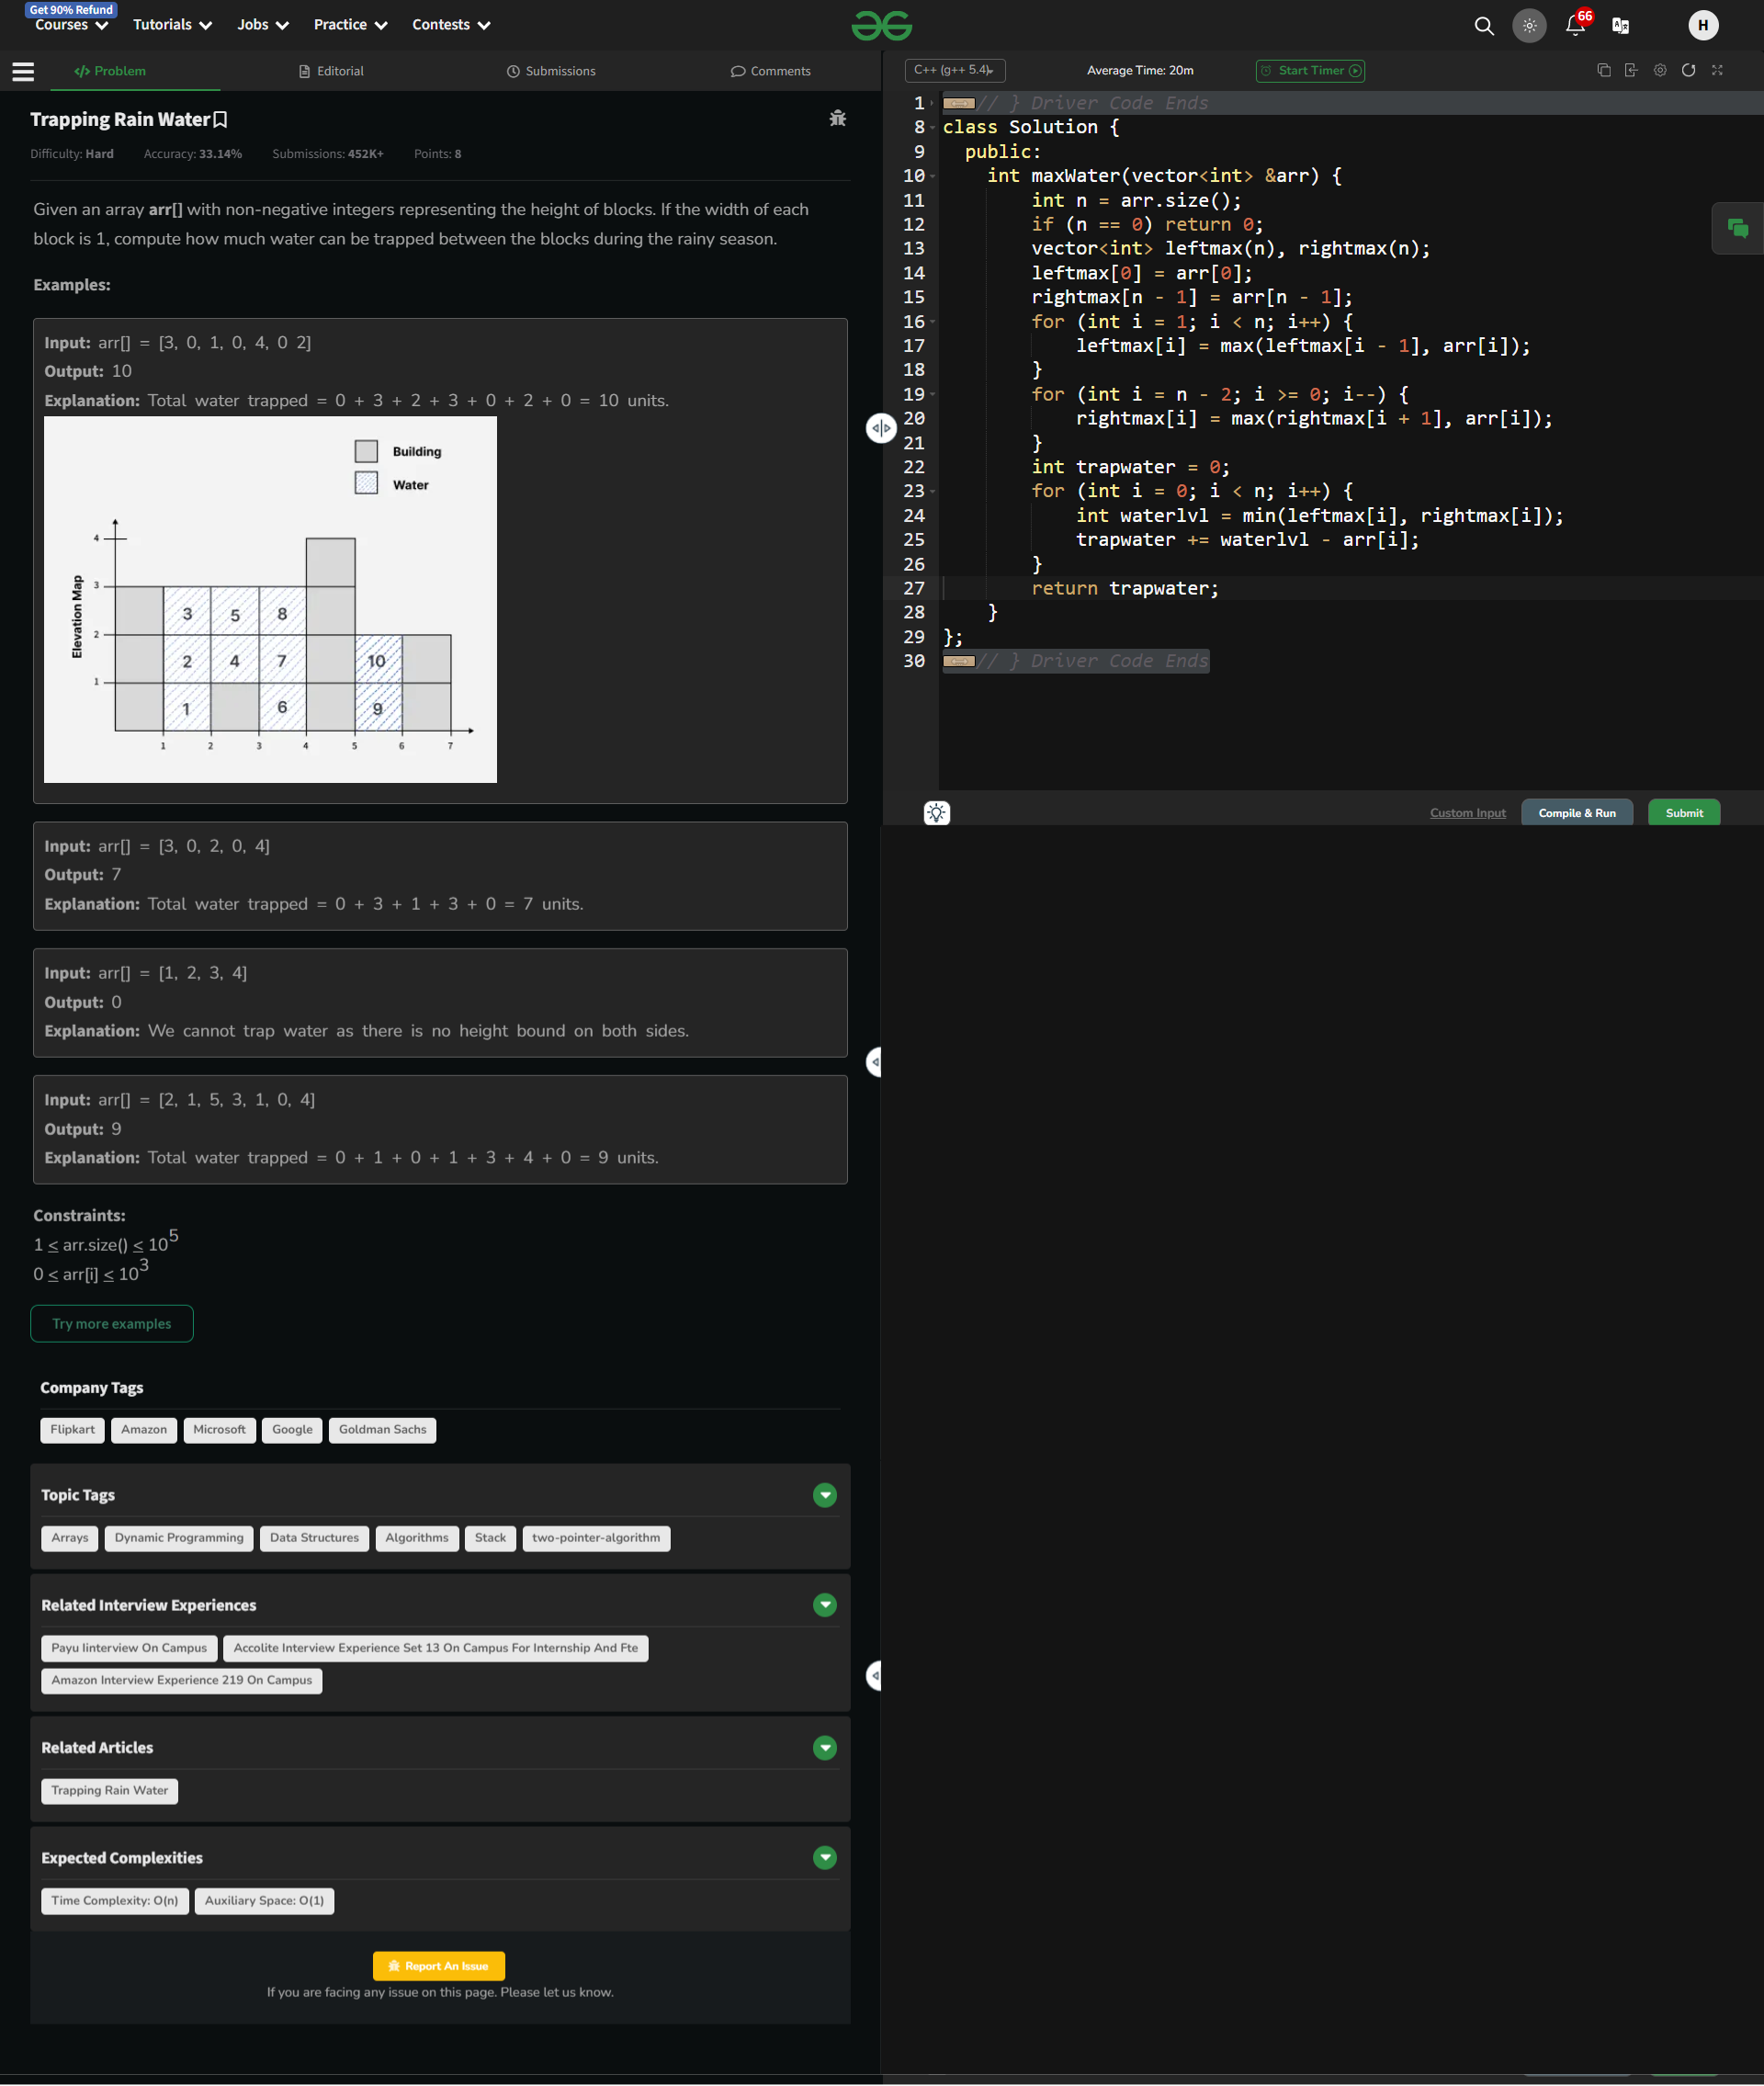 Get 90% Refund
Courses Tutorials Jobs Practice Contests
66
H
</> Problem Editorial Submissions Comments
Trapping Rain Water
Difficulty: Hard Accuracy: 33.14% Submissions: 452K+ Points: 8
Given an array arr[] with non-negative integers representing the height of blocks. If the width of each
block is 1, compute how much water can be trapped between the blocks during the rainy season.
Examples:
Input: arr[] = [3, 0, 1, 0, 4, 0 2]
Output: 10
Explanation: Total water trapped = 0 + 3 + 2 + 3 + 0 + 2 + 0 = 10 units.
Building
Water
Elevation Map
4
3
2
1
3 5 8
2 4 7 10
1 6 9
1 2 3 4 5 6 7
Input: arr[] = [3, 0, 2, 0, 4]
Output: 7
Explanation: Total water trapped = 0 + 3 + 1 + 3 + 0 = 7 units.
Input: arr[] = [1, 2, 3, 4]
Output: 0
Explanation: We cannot trap water as there is no height bound on both sides.
Input: arr[] = [2, 1, 5, 3, 1, 0, 4]
Output: 9
Explanation: Total water trapped = 0 + 1 + 0 + 1 + 3 + 4 + 0 = 9 units.
Constraints:
1 ≤ arr.size() ≤ 10^5
0 ≤ arr[i] ≤ 10^3
Try more examples
Company Tags
Flipkart Amazon Microsoft Google Goldman Sachs
Topic Tags
Arrays Dynamic Programming Data Structures Algorithms Stack two-pointer-algorithm
Related Interview Experiences
Payu Iinterview On Campus Accolite Interview Experience Set 13 On Campus For Internship And Fte
Amazon Interview Experience 219 On Campus
Related Articles
Trapping Rain Water
Expected Complexities
Time Complexity: O(n) Auxiliary Space: O(1)
Report An Issue
If you are facing any issue on this page. Please let us know.
C++ (g++ 5.4) Average Time: 20m Start Timer
1 // } Driver Code Ends
8 class Solution {
9   public:
10     int maxWater(vector<int> &arr) {
11         int n = arr.size();
12         if (n == 0) return 0;
13         vector<int> leftmax(n), rightmax(n);
14         leftmax[0] = arr[0];
15         rightmax[n - 1] = arr[n - 1];
16         for (int i = 1; i < n; i++) {
17             leftmax[i] = max(leftmax[i - 1], arr[i]);
18         }
19         for (int i = n - 2; i >= 0; i--) {
20             rightmax[i] = max(rightmax[i + 1], arr[i]);
21         }
22         int trapwater = 0;
23         for (int i = 0; i < n; i++) {
24             int waterlvl = min(leftmax[i], rightmax[i]);
25             trapwater += waterlvl - arr[i];
26         }
27         return trapwater;
28     }
29 };
30 // } Driver Code Ends
Custom Input Compile & Run Submit